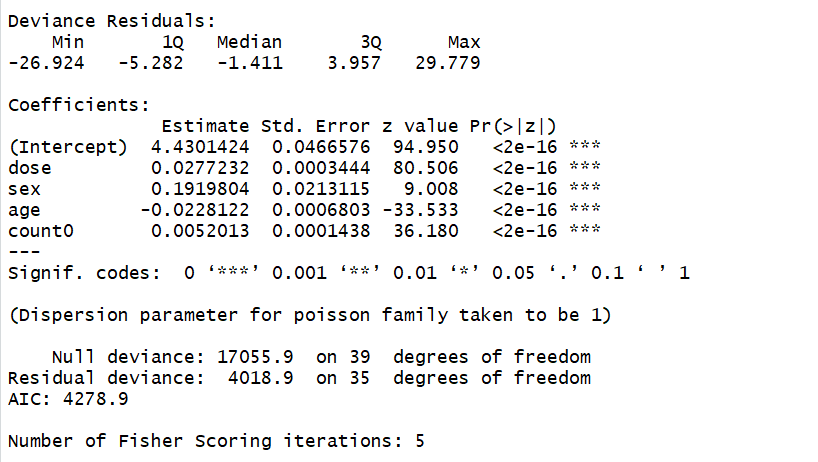 Deviance Residuals:
    Min       1Q   Median       3Q      Max
-26.924   -5.282   -1.411    3.957   29.779

Coefficients:
              Estimate Std. Error z value Pr(>|z|)
(Intercept)  4.4301424  0.0466576  94.950   <2e-16 ***
dose         0.0277232  0.0003444  80.506   <2e-16 ***
sex          0.1919804  0.0213115   9.008   <2e-16 ***
age         -0.0228122  0.0006803 -33.533   <2e-16 ***
count0       0.0052013  0.0001438  36.180   <2e-16 ***
---
Signif. codes:  0 ‘***’ 0.001 ‘**’ 0.01 ‘*’ 0.05 ‘.’ 0.1 ‘ ’ 1

(Dispersion parameter for poisson family taken to be 1)

    Null deviance: 17055.9  on 39  degrees of freedom
Residual deviance:  4018.9  on 35  degrees of freedom
AIC: 4278.9

Number of Fisher Scoring iterations: 5